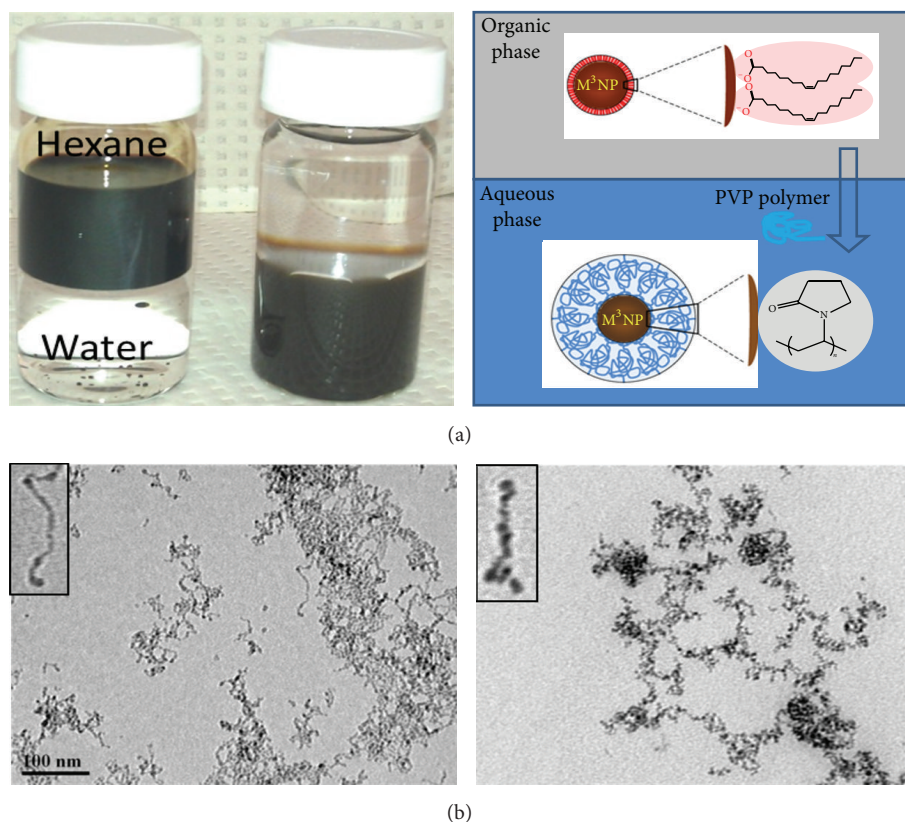 Hexane
Water
Organic
phase
M³NP
O
O
O
O
Aqueous
phase
PVP polymer
M³NP
O
N
n
(a)
100 nm
(b)